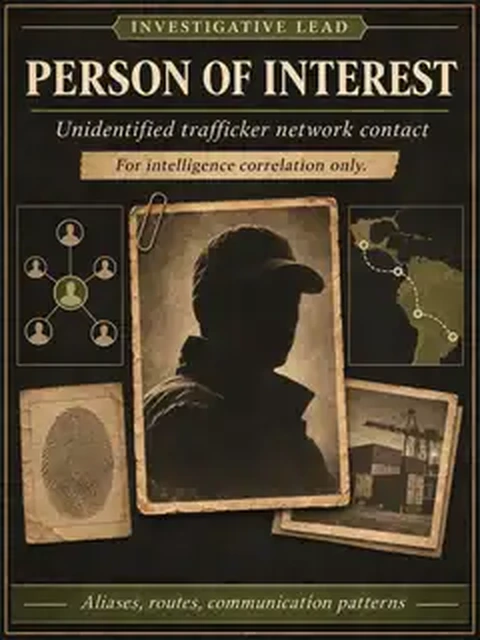 INVESTIGATIVE LEAD
PERSON OF INTEREST
Unidentified trafficker network contact
For intelligence correlation only.
Aliases, routes, communication patterns